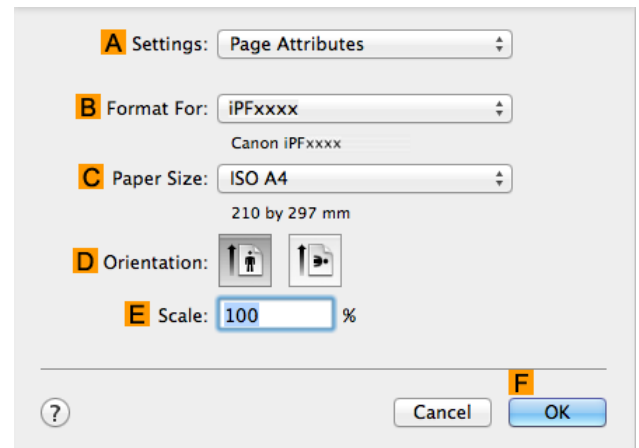 A Settings: Page Attributes
B Format For: iPFxxxx
Canon iPFxxxx
C Paper Size: ISO A4
210 by 297 mm
D Orientation:
E Scale: 100 %
F
? Cancel OK